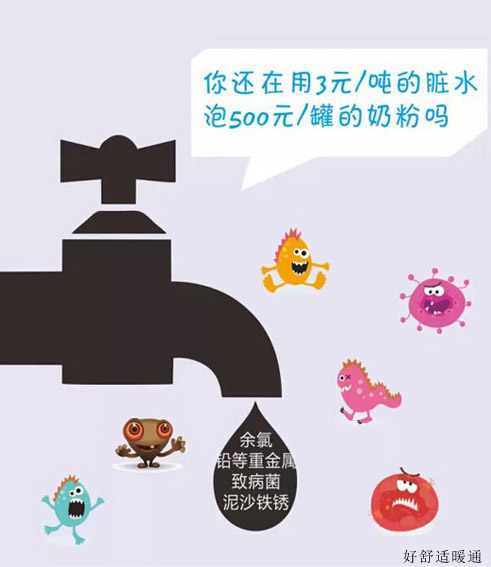 你还在用3元/吨的脏水
泡500元/罐的奶粉吗
余氯
铅等重金属
致病菌
泥沙铁锈
好舒适暖通